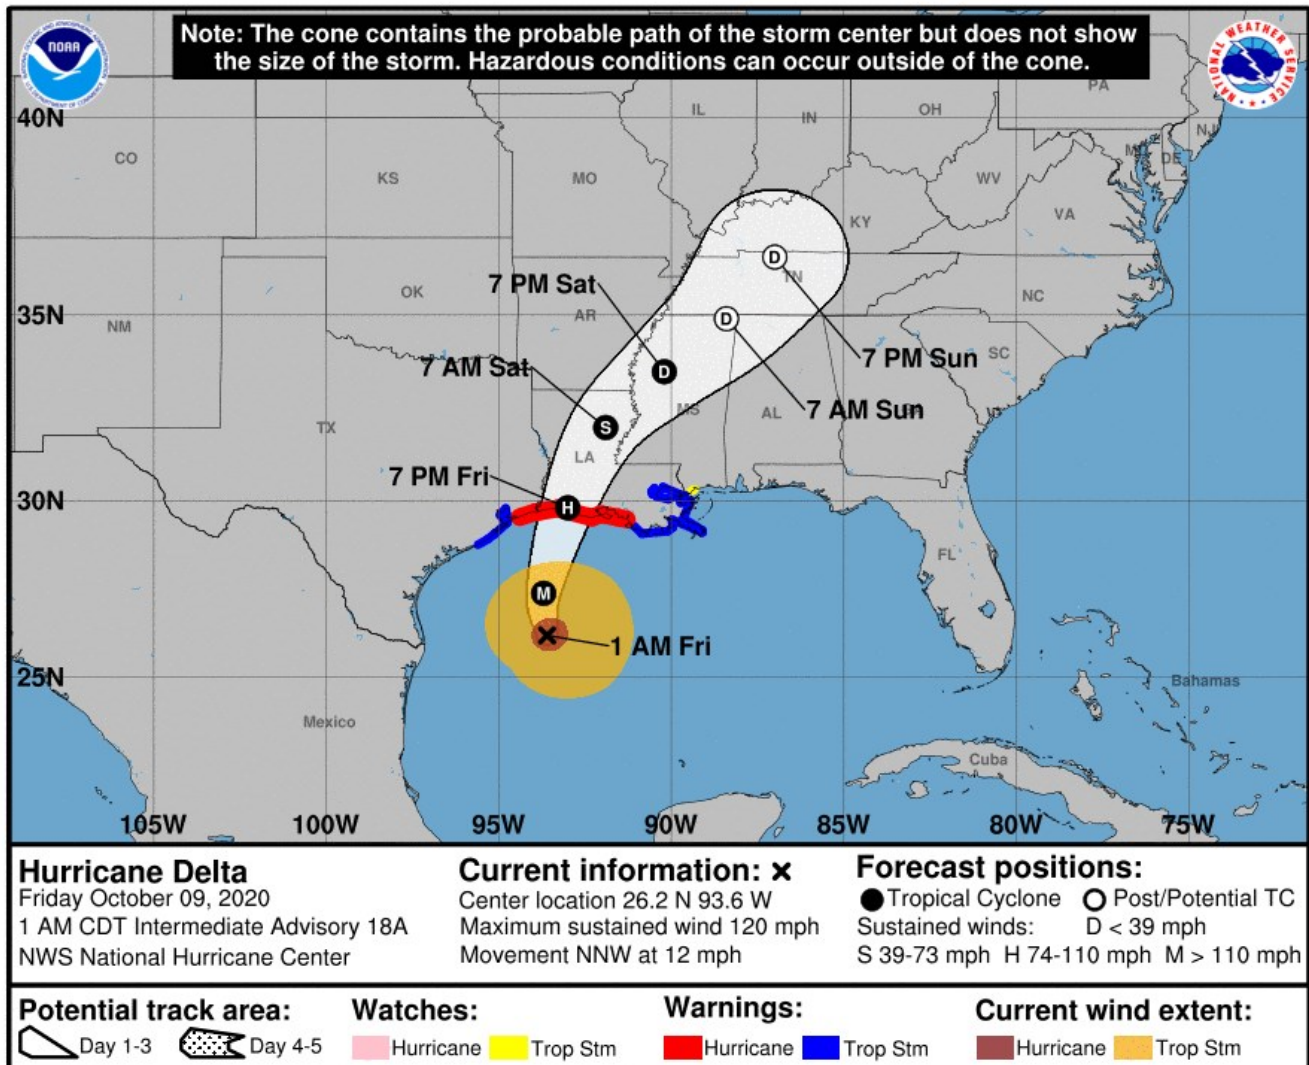 Note: The cone contains the probable path of the storm center but does not show
the size of the storm. Hazardous conditions can occur outside of the cone.
NOAA
NATIONAL WEATHER SERVICE
PA
IL
IN
OH
NJ
40N
CO
KS
MO
WV
DE
VA
KY
7 PM Sat
OK
TN
NC
35N
NM
AR
SC
7 PM Sun
7 AM Sat
MS
AL
7 AM Sun
TX
LA
7 PM Fri
30N
FL
1 AM Fri
25N
Bahamas
Mexico
Cuba
105W 100W 95W 90W 85W 80W 75W
D
D
D
S
H
M
Hurricane Delta
Friday October 09, 2020
1 AM CDT Intermediate Advisory 18A
NWS National Hurricane Center
Current information: ×
Center location 26.2 N 93.6 W
Maximum sustained wind 120 mph
Movement NNW at 12 mph
Forecast positions:
Tropical Cyclone Post/Potential TC
Sustained winds: D < 39 mph
S 39-73 mph H 74-110 mph M > 110 mph
Potential track area:
Day 1-3 Day 4-5
Watches:
Hurricane Trop Stm
Warnings:
Hurricane Trop Stm
Current wind extent:
Hurricane Trop Stm